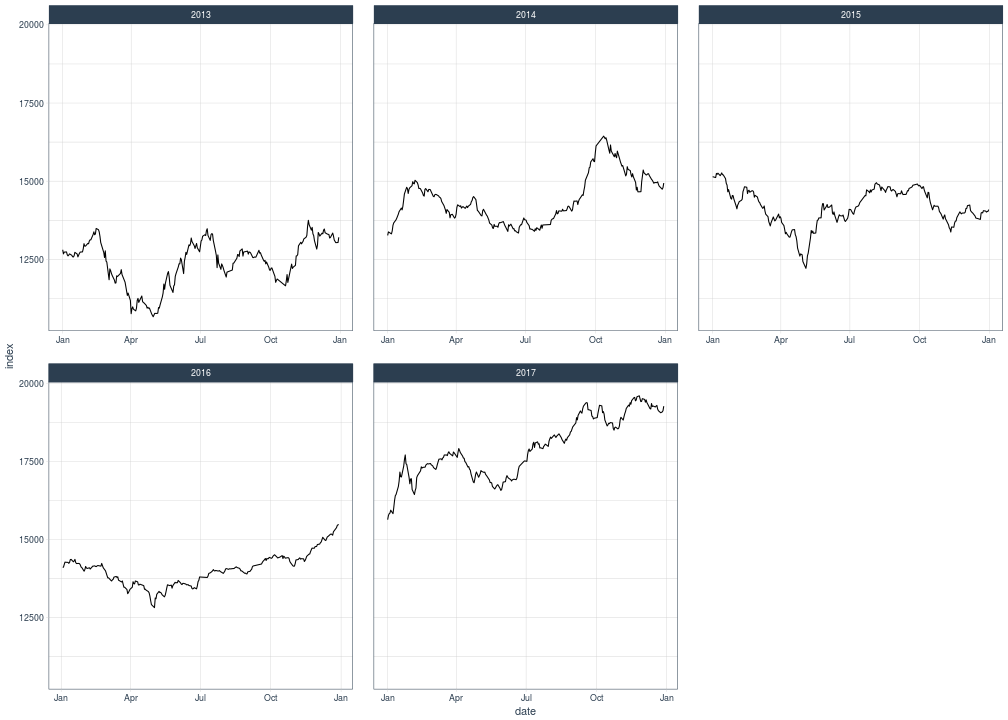 2013
2014
2015
20000
17500
15000
12500
Jan Apr Jul Oct Jan
Jan Apr Jul Oct Jan
Jan Apr Jul Oct Jan
index
2016
2017
20000
17500
15000
12500
Jan Apr Jul Oct Jan
Jan Apr Jul Oct Jan
date